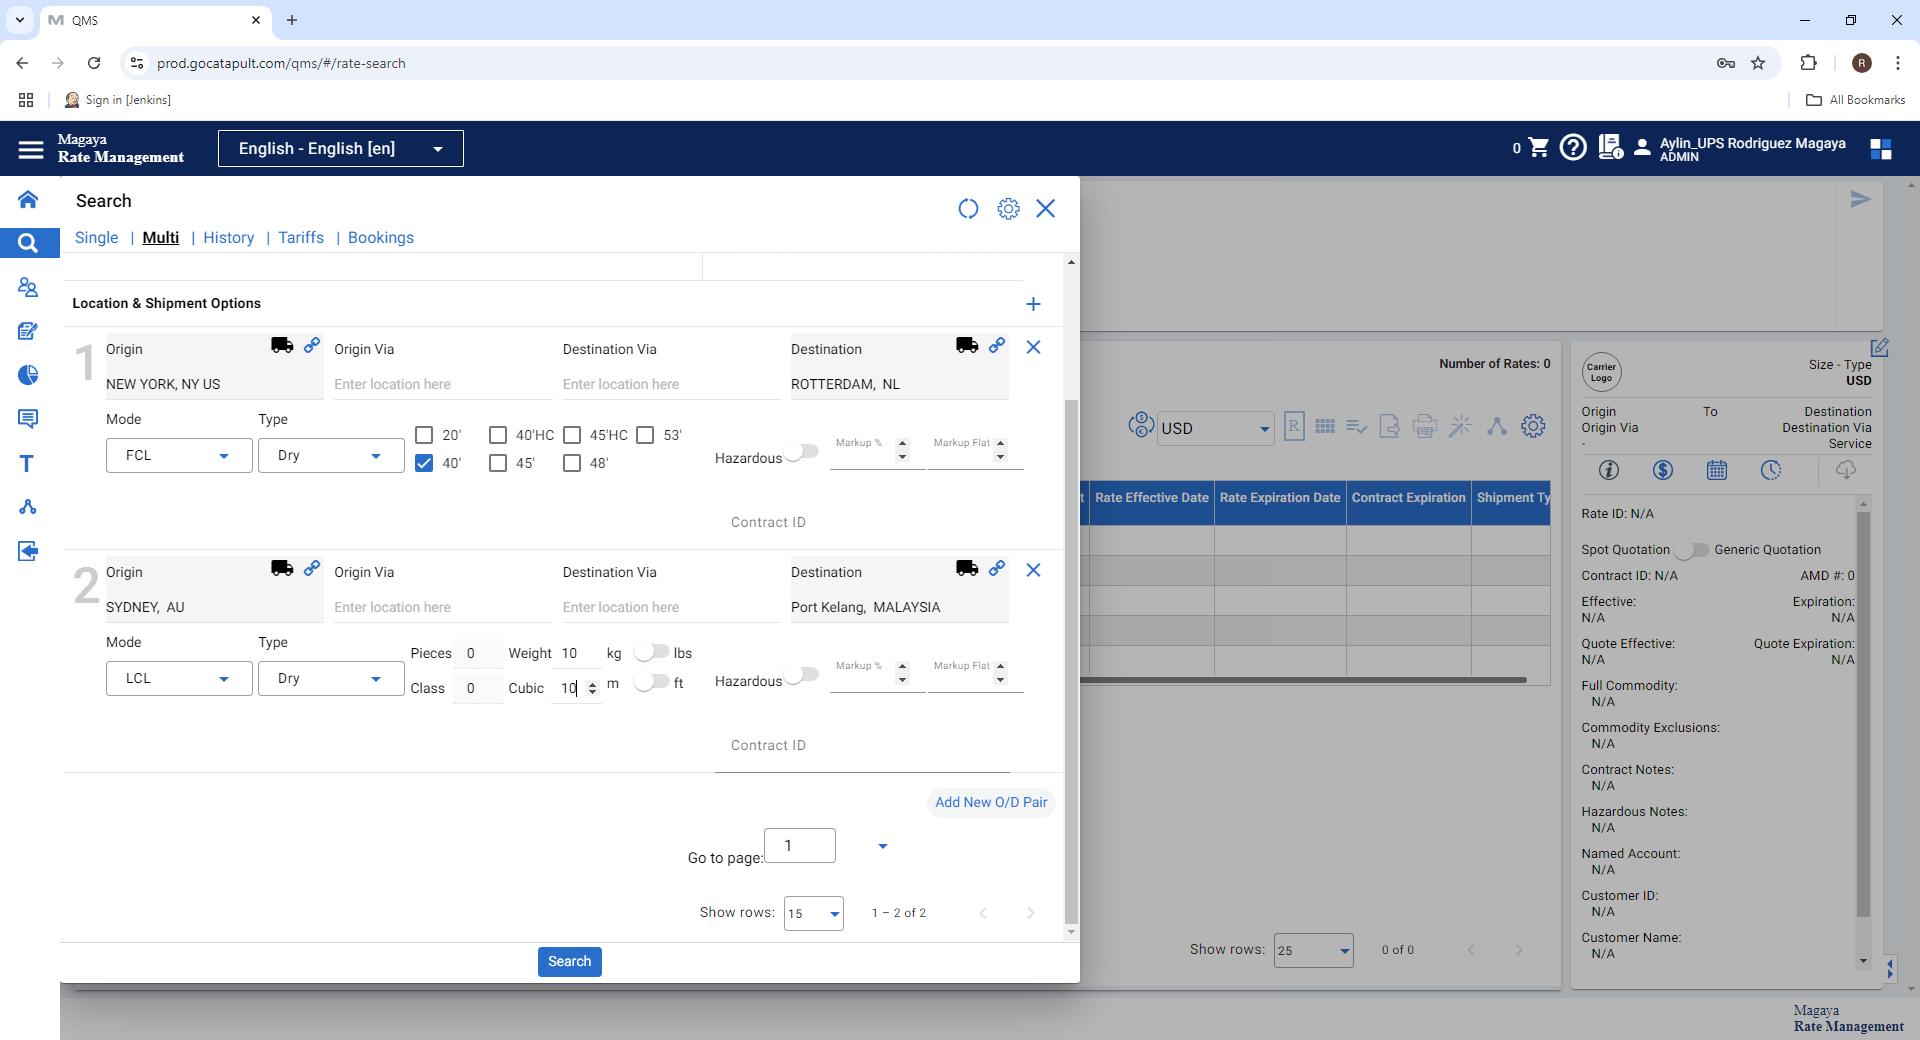 QMS
prod.gocatapult.com/qms/#/rate-search
R
Sign in [Jenkins]
All Bookmarks
Magaya
Rate Management
English - English [en]
0
Aylin_UPS Rodriguez Magaya
ADMIN
Search
Single | Multi | History | Tariffs | Bookings
Location & Shipment Options
1
Origin
Origin Via
Destination Via
Destination
NEW YORK, NY US
Enter location here
Enter location here
ROTTERDAM, NL
Mode
Type
FCL
Dry
20'
40'HC
45'HC
53'
40'
45'
48'
Hazardous
Markup %
Markup Flat
Contract ID
2
Origin
Origin Via
Destination Via
Destination
SYDNEY, AU
Enter location here
Enter location here
Port Kelang, MALAYSIA
Mode
Type
LCL
Dry
Pieces 0 Weight 10 kg lbs
Class 0 Cubic 10 m ft
Hazardous
Markup %
Markup Flat
Contract ID
Add New O/D Pair
Go to page: 1
Show rows: 15 1 – 2 of 2
Search
Number of Rates: 0
USD
R
t
Rate Effective Date
Rate Expiration Date
Contract Expiration
Shipment Ty
Show rows: 25 0 of 0
Carrier
Logo
Size - Type
USD
Origin To Destination
Origin Via Destination Via
- Service
Rate ID: N/A
Spot Quotation Generic Quotation
Contract ID: N/A AMD #: 0
Effective: Expiration:
N/A N/A
Quote Effective: Quote Expiration:
N/A N/A
Full Commodity:
N/A
Commodity Exclusions:
N/A
Contract Notes:
N/A
Hazardous Notes:
N/A
Named Account:
N/A
Customer ID:
N/A
Customer Name:
N/A
Magaya
Rate Management